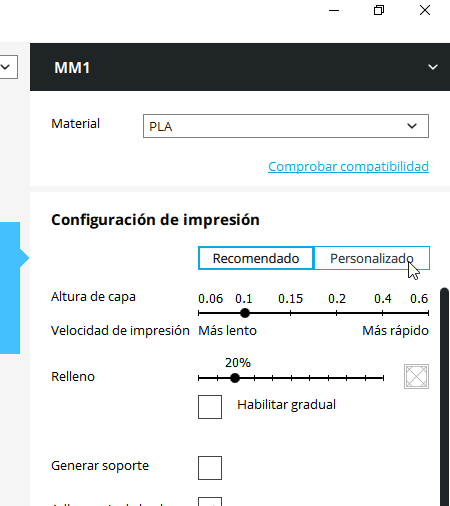 MM1
Material PLA
Comprobar compatibilidad
Configuración de impresión
Recomendado Personalizado
Altura de capa 0.06 0.1 0.15 0.2 0.4 0.6
Velocidad de impresión Más lento Más rápido
20%
Relleno
Habilitar gradual
Generar soporte